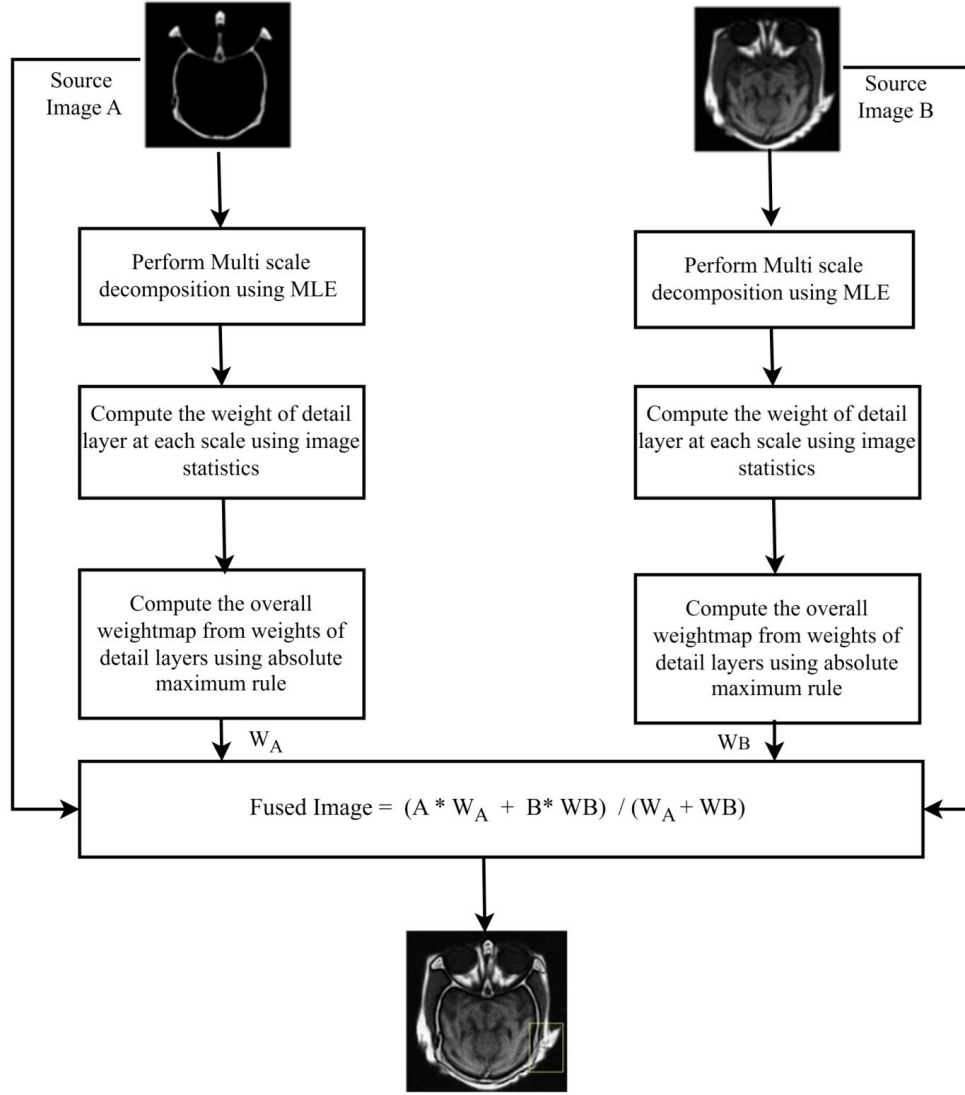 Source
Image A
Source
Image B
Perform Multi scale
decomposition using MLE
Perform Multi scale
decomposition using MLE
Compute the weight of detail
layer at each scale using image
statistics
Compute the weight of detail
layer at each scale using image
statistics
Compute the overall
weightmap from weights of
detail layers using absolute
maximum rule
Compute the overall
weightmap from weights of
detail layers using absolute
maximum rule
W_A
WB
Fused Image = (A * W_A + B* WB) / (W_A + WB)